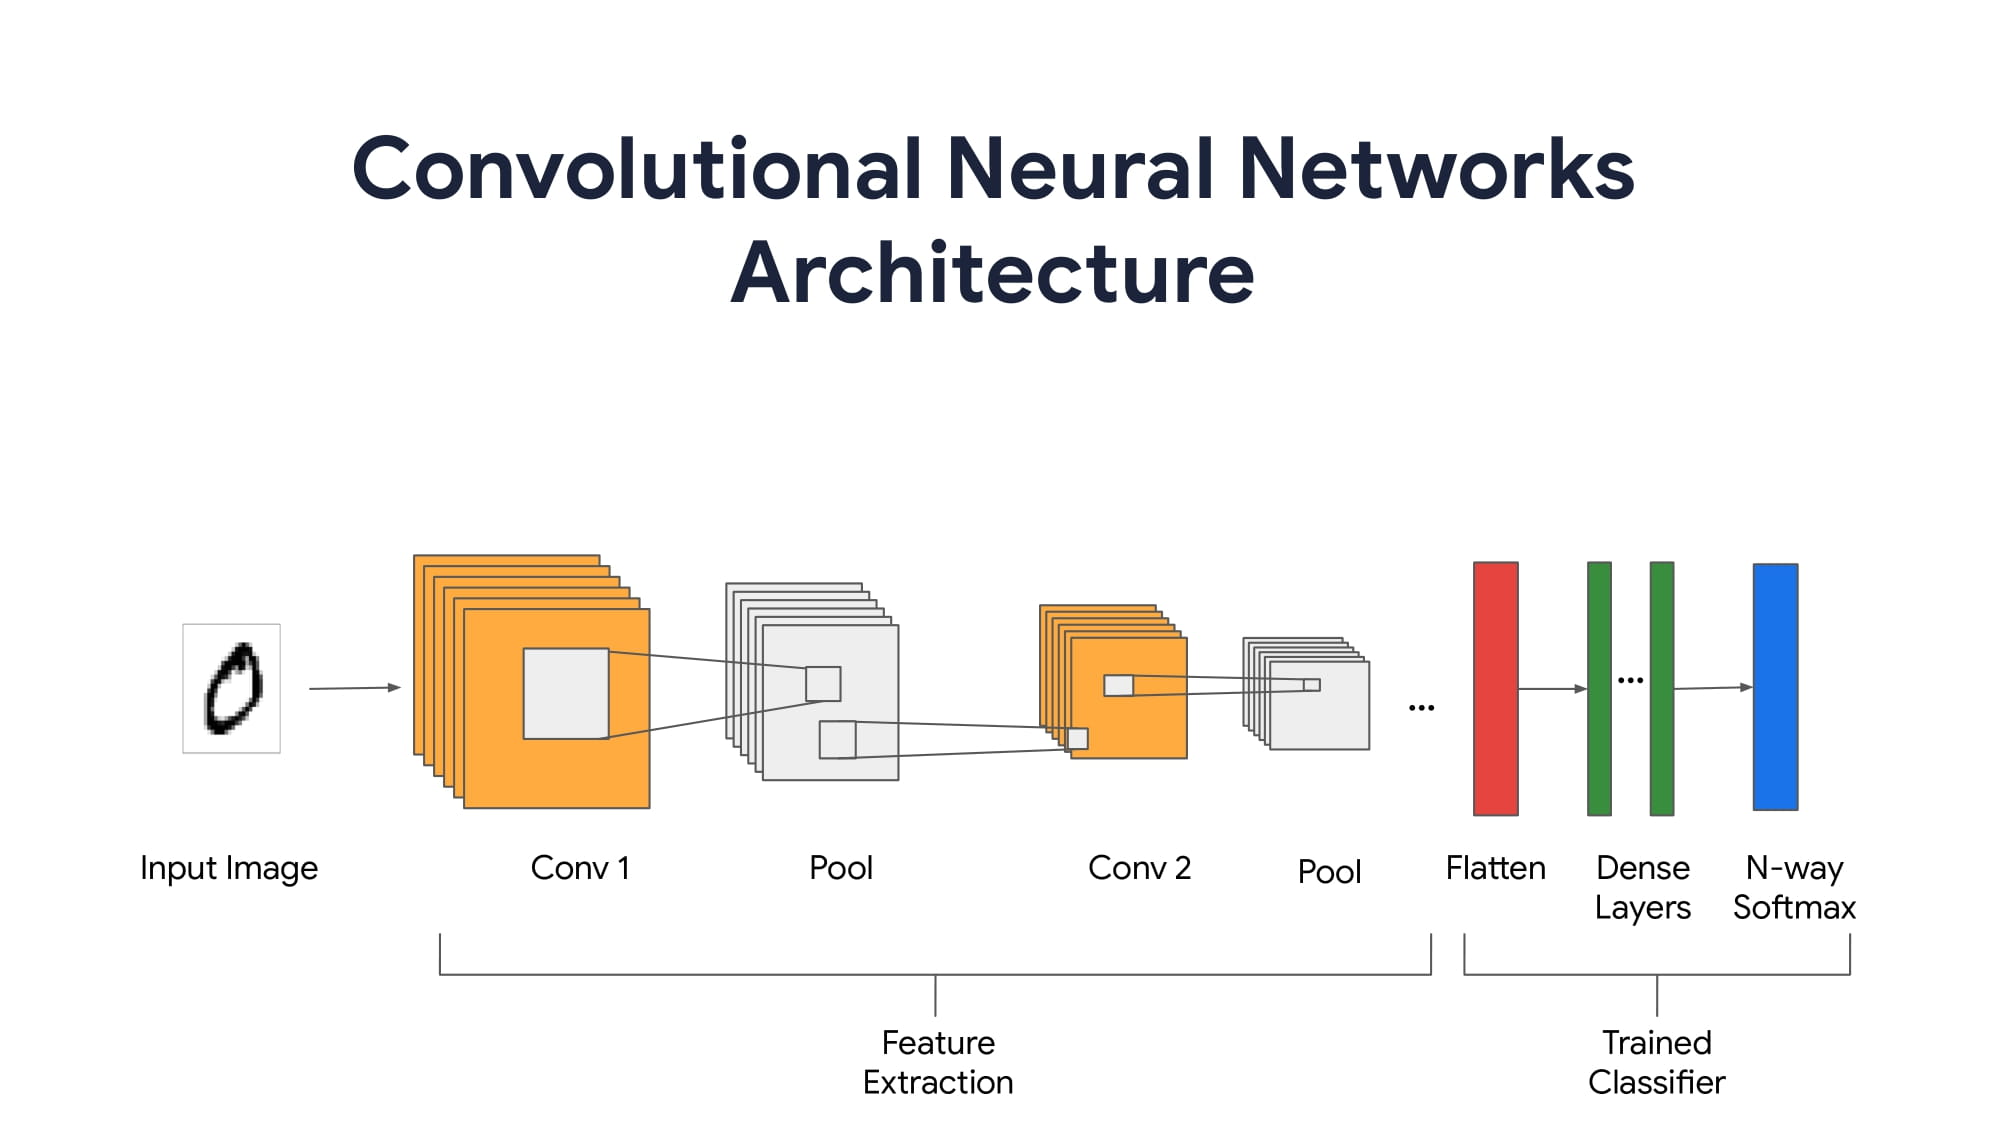 Convolutional Neural Networks
Architecture
...
...
Input Image
Conv 1
Pool
Conv 2
Pool
Flatten
Dense
Layers
N-way
Softmax
Feature
Extraction
Trained
Classifier